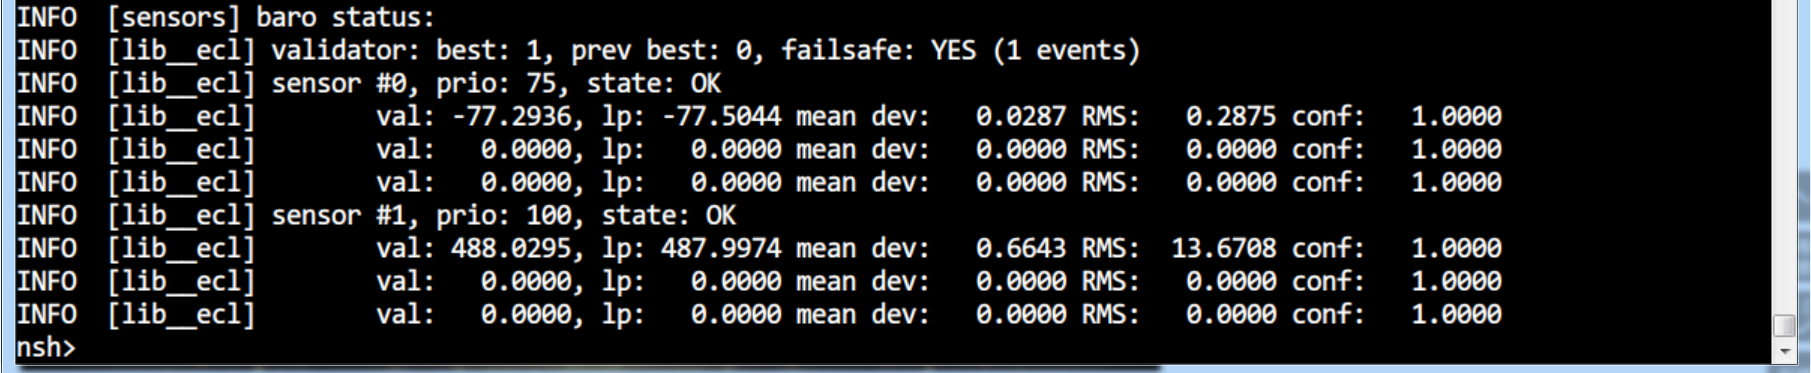 INFO  [sensors] baro status:
INFO  [lib__ecl] validator: best: 1, prev best: 0, failsafe: YES (1 events)
INFO  [lib__ecl] sensor #0, prio: 75, state: OK
INFO  [lib__ecl]        val: -77.2936, lp: -77.5044 mean dev:   0.0287 RMS:   0.2875 conf:   1.0000
INFO  [lib__ecl]        val:   0.0000, lp:   0.0000 mean dev:   0.0000 RMS:   0.0000 conf:   1.0000
INFO  [lib__ecl]        val:   0.0000, lp:   0.0000 mean dev:   0.0000 RMS:   0.0000 conf:   1.0000
INFO  [lib__ecl] sensor #1, prio: 100, state: OK
INFO  [lib__ecl]        val: 488.0295, lp: 487.9974 mean dev:   0.6643 RMS:  13.6708 conf:   1.0000
INFO  [lib__ecl]        val:   0.0000, lp:   0.0000 mean dev:   0.0000 RMS:   0.0000 conf:   1.0000
INFO  [lib__ecl]        val:   0.0000, lp:   0.0000 mean dev:   0.0000 RMS:   0.0000 conf:   1.0000
nsh>